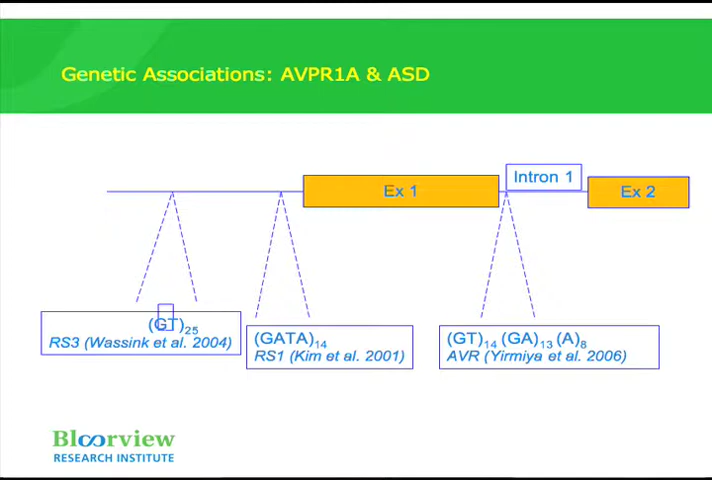 Genetic Associations: AVPR1A & ASD
Ex 1
Intron 1
Ex 2
(GT)25
RS3 (Wassink et al. 2004)
(GATA)14
RS1 (Kim et al. 2001)
(GT)14 (GA)13 (A)8
AVR (Yirmiya et al. 2006)
Bloorview
RESEARCH INSTITUTE